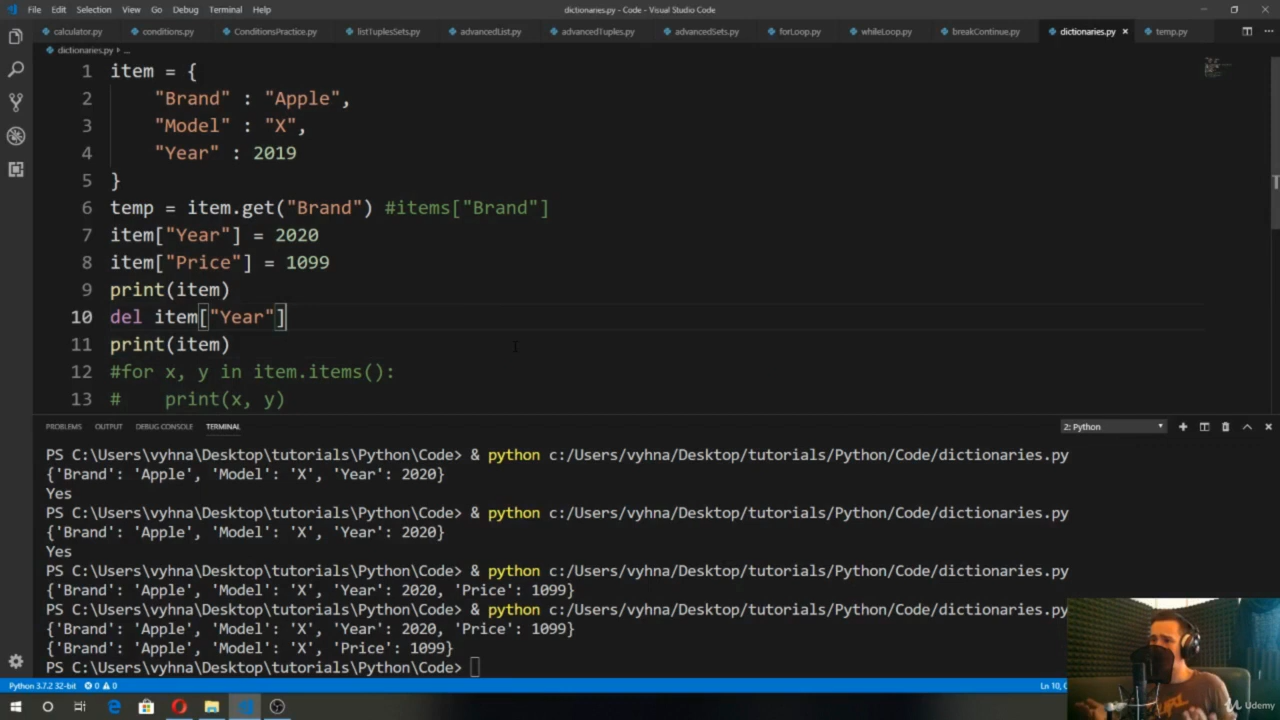 File Edit Selection View Go Debug Terminal Help dictionaries.py - Code - Visual Studio Code
calculator.py conditions.py ConditionsPractice.py listTuplesSets.py advancedList.py advancedTuples.py advancedSets.py forLoop.py whileLoop.py breakContinue.py dictionaries.py temp.py
dictionaries.py > ...
1 item = {
2 "Brand" : "Apple",
3 "Model" : "X",
4 "Year" : 2019
5 }
6 temp = item.get("Brand") #items["Brand"]
7 item["Year"] = 2020
8 item["Price"] = 1099
9 print(item)
10 del item["Year"]
11 print(item)
12 #for x, y in item.items():
13 # print(x, y)
PROBLEMS OUTPUT DEBUG CONSOLE TERMINAL 2: Python
PS C:\Users\vyhna\Desktop\tutorials\Python\Code> & python c:/Users/vyhna/Desktop/tutorials/Python/Code/dictionaries.py
{'Brand': 'Apple', 'Model': 'X', 'Year': 2020}
Yes
PS C:\Users\vyhna\Desktop\tutorials\Python\Code> & python c:/Users/vyhna/Desktop/tutorials/Python/Code/dictionaries.py
{'Brand': 'Apple', 'Model': 'X', 'Year': 2020}
Yes
PS C:\Users\vyhna\Desktop\tutorials\Python\Code> & python c:/Users/vyhna/Desktop/tutorials/Python/Code/dictionaries.py
{'Brand': 'Apple', 'Model': 'X', 'Year': 2020, 'Price': 1099}
PS C:\Users\vyhna\Desktop\tutorials\Python\Code> & python c:/Users/vyhna/Desktop/tutorials/Python/Code/dictionaries.py
{'Brand': 'Apple', 'Model': 'X', 'Year': 2020, 'Price': 1099}
{'Brand': 'Apple', 'Model': 'X', 'Price': 1099}
PS C:\Users\vyhna\Desktop\tutorials\Python\Code>
Python 3.7.2 32-bit 0 0 Ln 10,
Udemy